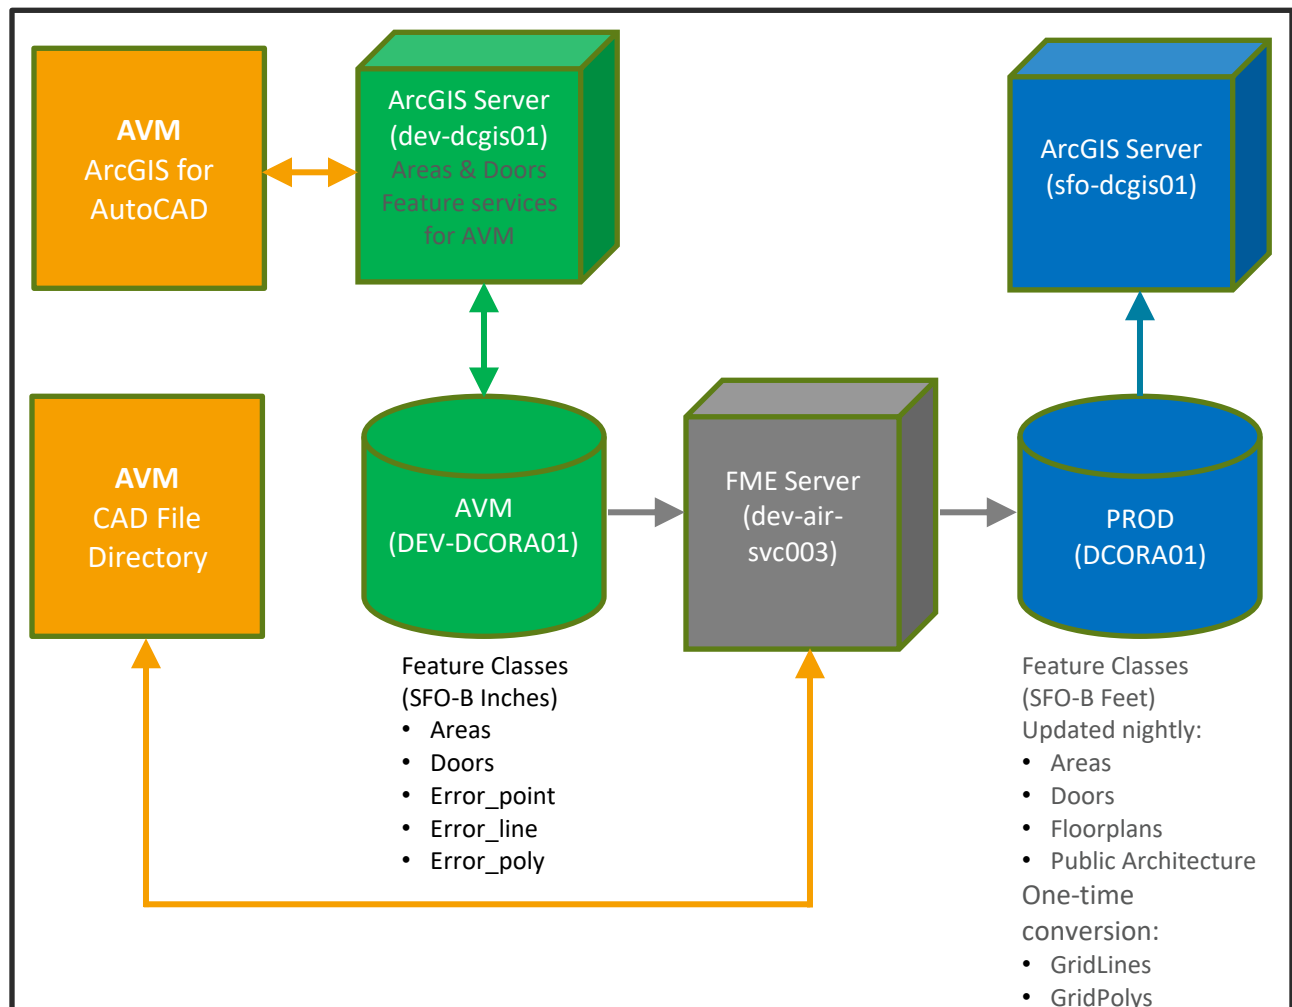 AVM
ArcGIS for
AutoCAD
ArcGIS Server
(dev-dcgis01)
Areas & Doors
Feature services
for AVM
ArcGIS Server
(sfo-dcgis01)
AVM
CAD File
Directory
AVM
(DEV-DCORA01)
FME Server
(dev-air-
svc003)
PROD
(DCORA01)
Feature Classes
(SFO-B Inches)
• Areas
• Doors
• Error_point
• Error_line
• Error_poly
Feature Classes
(SFO-B Feet)
Updated nightly:
• Areas
• Doors
• Floorplans
• Public Architecture
One-time
conversion:
• GridLines
• GridPolys